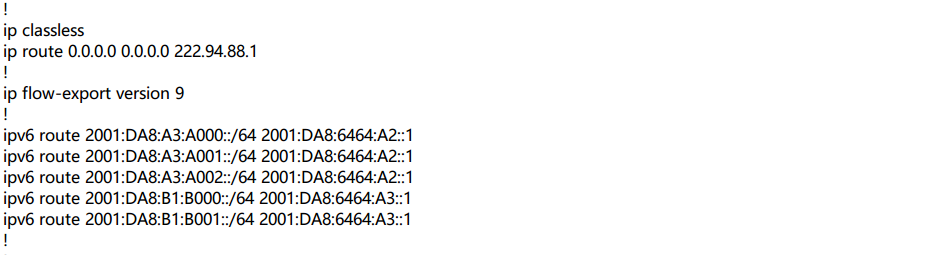 !
ip classless
ip route 0.0.0.0 0.0.0.0 222.94.88.1
!
ip flow-export version 9
!
ipv6 route 2001:DA8:A3:A000::/64 2001:DA8:6464:A2::1
ipv6 route 2001:DA8:A3:A001::/64 2001:DA8:6464:A2::1
ipv6 route 2001:DA8:A3:A002::/64 2001:DA8:6464:A2::1
ipv6 route 2001:DA8:B1:B000::/64 2001:DA8:6464:A3::1
ipv6 route 2001:DA8:B1:B001::/64 2001:DA8:6464:A3::1
!